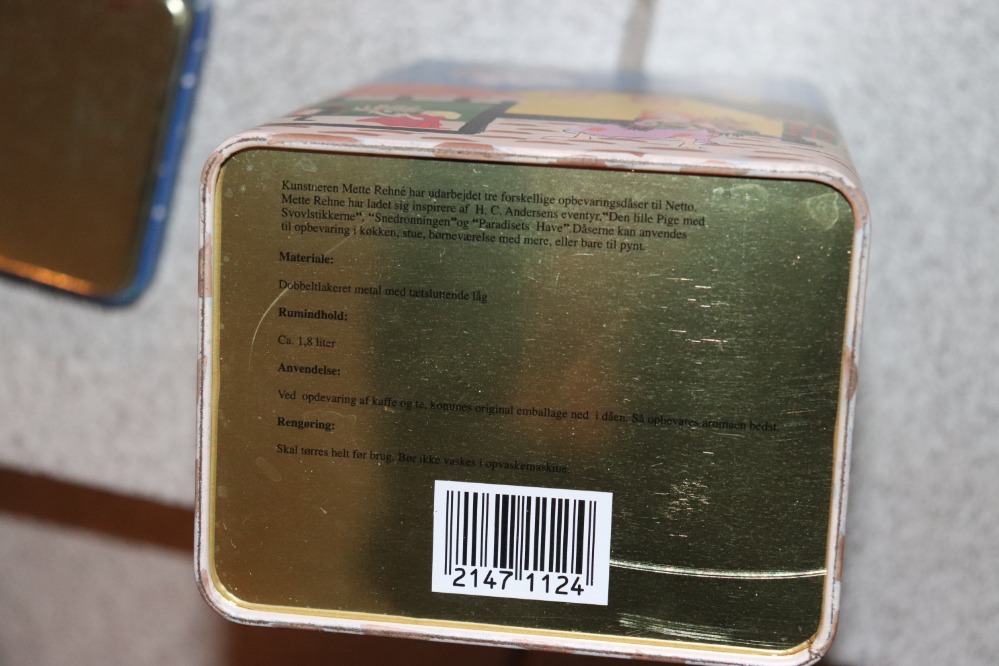 Kunstneren Mette Rehné har udarbejdet tre forskellige opbevaringsdåser til Netto.
Mette Rehne har ladet sig inspirere af H. C. Andersens eventyr,"Den lille Pige med
Svovlstikkerne", "Snedronningen"og "Paradisets Have".Dåserne kan anvendes
til opbevaring i køkken, stue, børneværelse med mere, eller bare til pynt.
Materiale:
Dobbeltlakeret metal med tætsluttende låg
Rumindhold:
Ca. 1,8 liter
Anvendelse:
Ved opdevaring af kaffe og te, kommes original emballage ned i dåen. Så opbevares aromaen bedst.
Rengøring:
Skal tørres helt før brug. Bør ikke vaskes i opvaskemaskine.
2147 1124